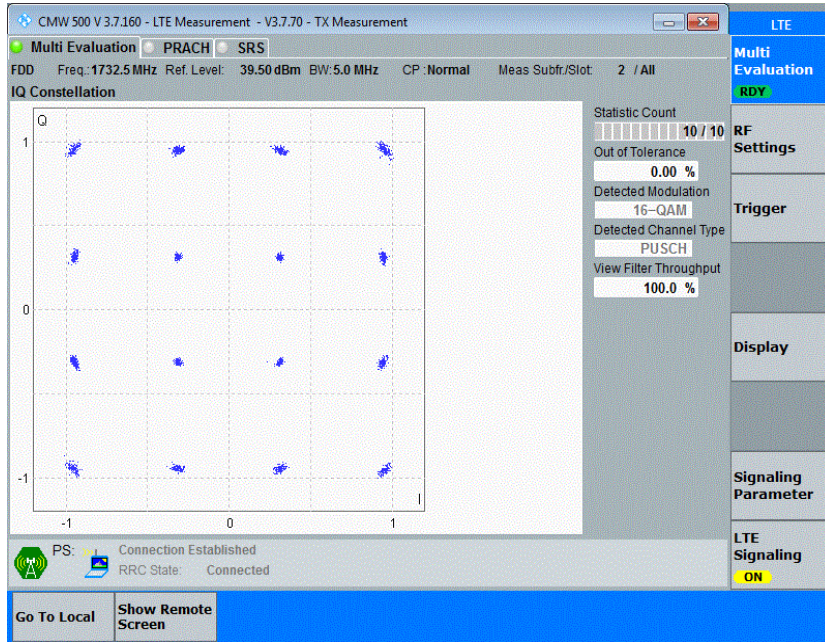 CMW 500 V 3.7.160 - LTE Measurement - V3.7.70 - TX Measurement
LTE
Multi Evaluation PRACH SRS
Multi
Evaluation
RDY
FDD Freq.:1732.5 MHz Ref. Level: 39.50 dBm BW:5.0 MHz CP :Normal Meas Subfr./Slot: 2 / All
IQ Constellation
Q
1
0
-1
I
-1 0 1
Statistic Count
10 / 10
Out of Tolerance
0.00 %
Detected Modulation
16-QAM
Detected Channel Type
PUSCH
View Filter Throughput
100.0 %
RF
Settings
Trigger
Display
Signaling
Parameter
LTE
Signaling
ON
PS: Connection Established
RRC State: Connected
Go To Local
Show Remote
Screen